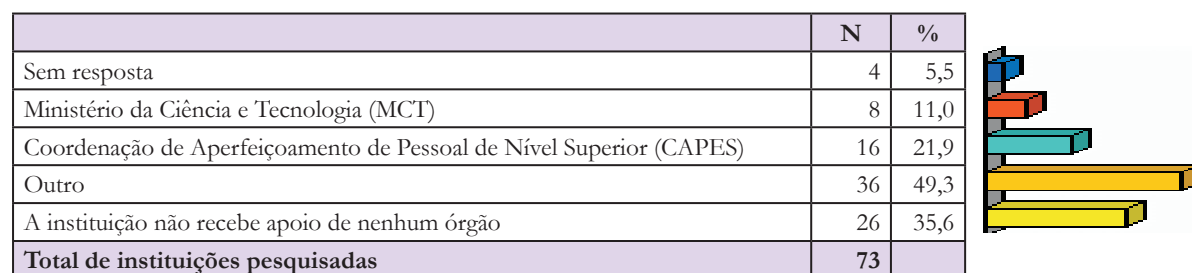 N %
Sem resposta 4 5,5
Ministério da Ciência e Tecnologia (MCT) 8 11,0
Coordenação de Aperfeiçoamento de Pessoal de Nível Superior (CAPES) 16 21,9
Outro 36 49,3
A instituição não recebe apoio de nenhum órgão 26 35,6
Total de instituições pesquisadas 73